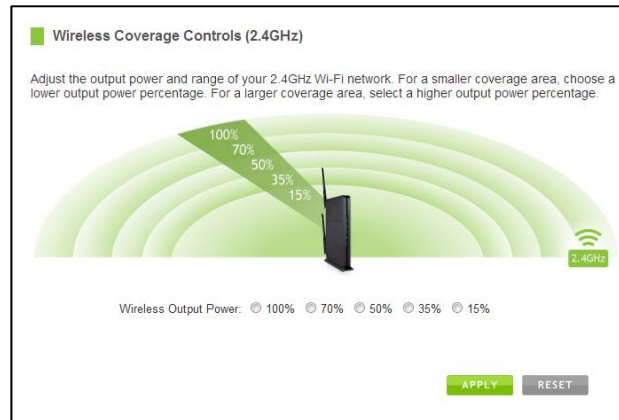 Wireless Coverage Controls (2.4GHz)
Adjust the output power and range of your 2.4GHz Wi-Fi network. For a smaller coverage area, choose a
lower output power percentage. For a larger coverage area, select a higher output power percentage.
100%
70%
50%
35%
15%
2.4GHz
Wireless Output Power: 100% 70% 50% 35% 15%
APPLY RESET